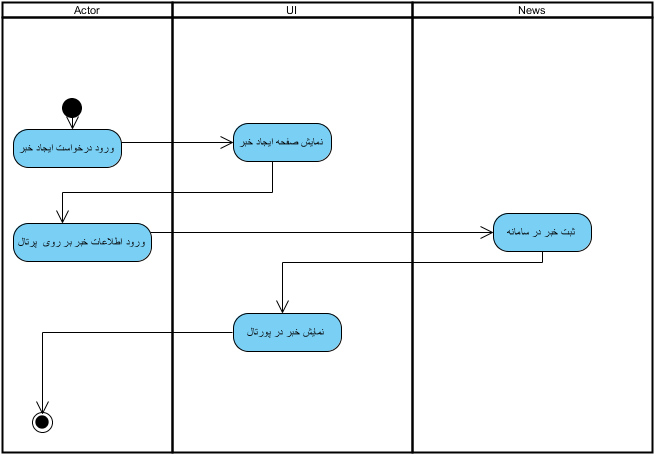 Actor
UI
News
ورود درخواست ایجاد خبر
نمایش صفحه ایجاد خبر
ورود اطلاعات خبر بر روی پرتال
ثبت خبر در سامانه
نمایش خبر در پورتال